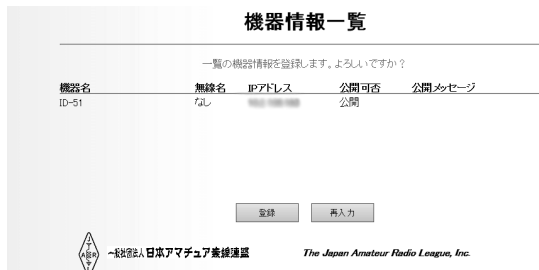 機器情報一覧
一覧の機器情報を登録します。よろしいですか？
機器名 無線名 IPアドレス 公開可否 公開メッセージ
ID-51 なし 公開
登録 再入力
J A R L
一般社団法人 日本アマチュア無線連盟 The Japan Amateur Radio League, Inc.